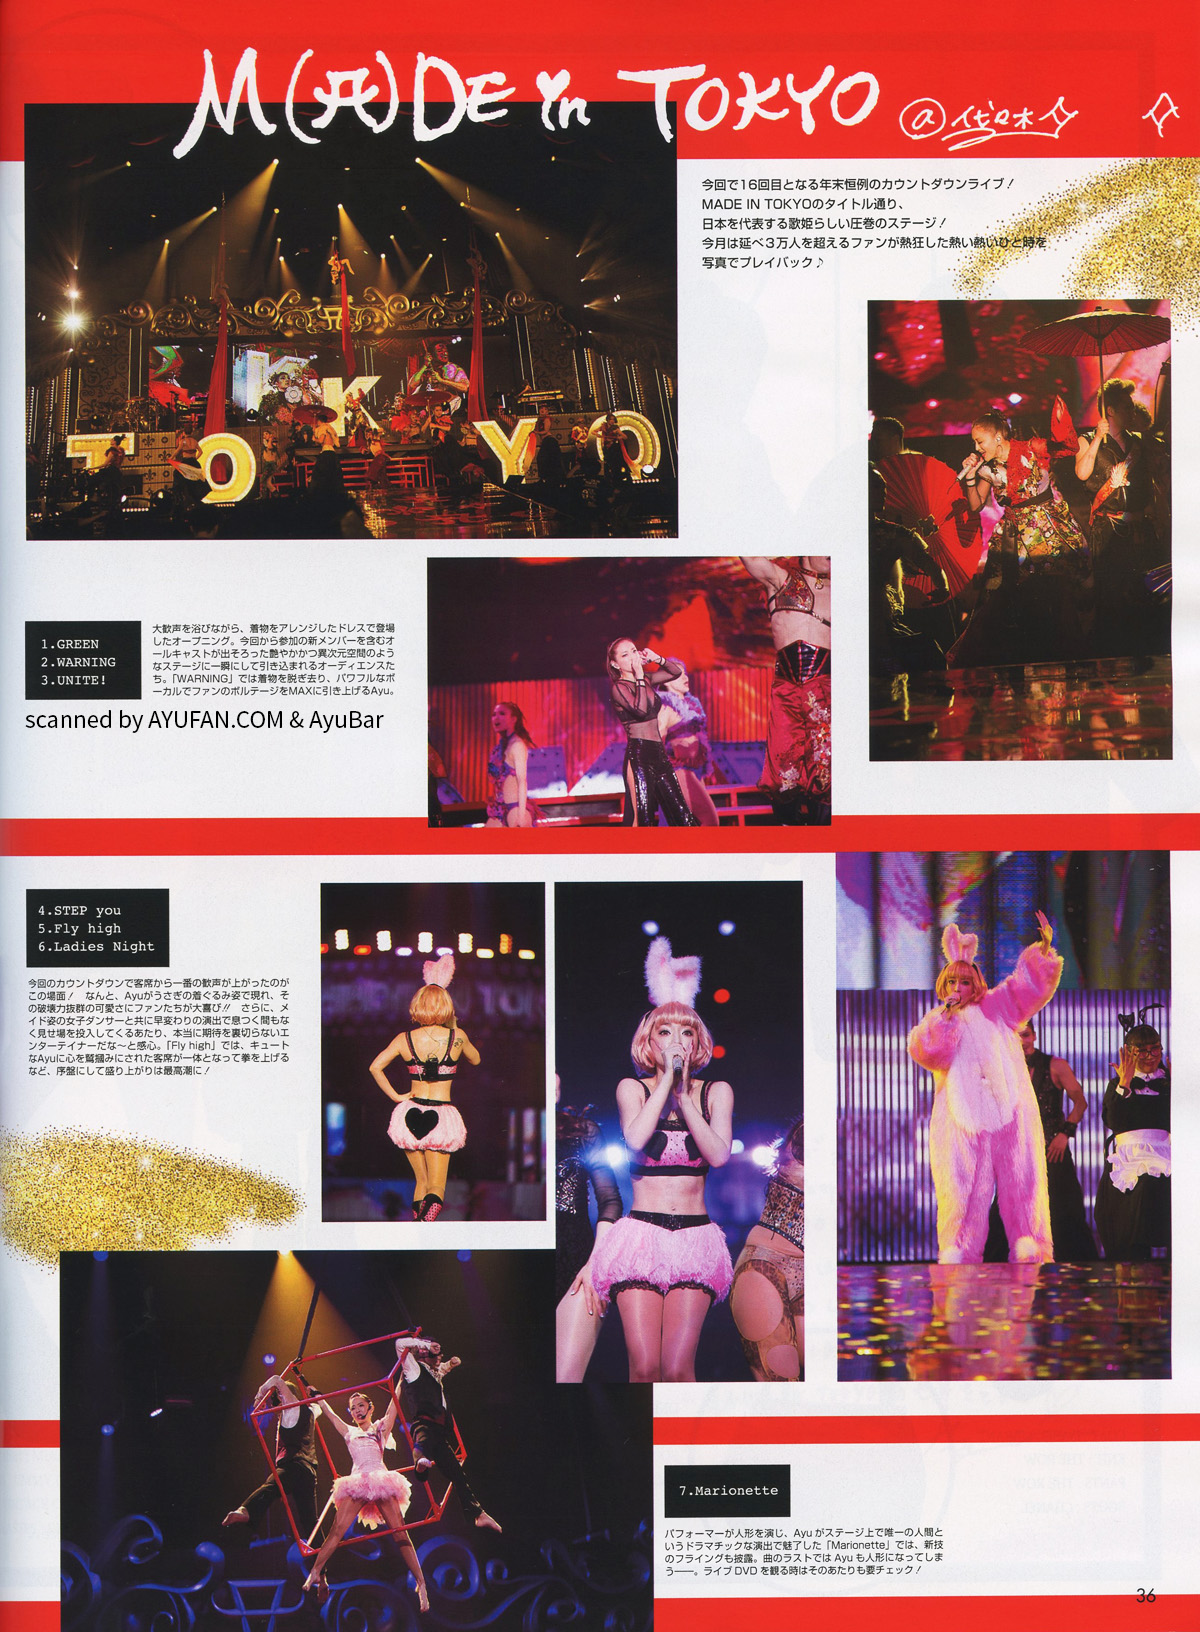 M(A)DE in TOKYO @代々木
今回で16回目となる年末恒例のカウントダウンライブ！
MADE IN TOKYOのタイトル通り、
日本を代表する歌姫らしい圧巻のステージ！
今月は延べ３万人を超えるファンが熱狂した熱い熱いひと時を
写真でプレイバック♪
TOKYO
1.GREEN
2.WARNING
3.UNITE!
大歓声を浴びながら、着物をアレンジしたドレスで登場
したオープニング。今回から参加の新メンバーを含むオ
ールキャストが出そろった艶やかかつ異次元空間のよう
なステージに一瞬にして引き込まれるオーディエンスた
ち。「WARNING」では着物を脱ぎ去り、パワフルなボ
ーカルでファンのボルテージをMAXに引き上げるAyu。
scanned by AYUFAN.COM & AyuBar
4.STEP you
5.Fly high
6.Ladies Night
今回のカウントダウンで客席から一番の歓声が上がったのが
この場面！　なんと、Ayuがうさぎの着ぐるみ姿で現れ、そ
の破壊力抜群の可愛さにファンたちが大喜び!!　さらに、メ
イド姿の女子ダンサーと共に早変わりの演出で息つく間もな
く見せ場を投入してくるあたり、本当に期待を裏切らないエ
ンターテイナーだな〜と感心。「Fly high」では、キュート
なAyuに心を鷲掴みにされた客席が一体となって拳を上げる
など、序盤にして盛り上がりは最高潮に！
7.Marionette
パフォーマーが人形を演じ、Ayu がステージ上で唯一の人間と
いうドラマチックな演出で魅了した「Marionette」では、新技
のフライングも披露。曲のラストでは Ayu も人形になってしま
う――。ライブ DVD を観る時はそのあたりも要チェック！
36